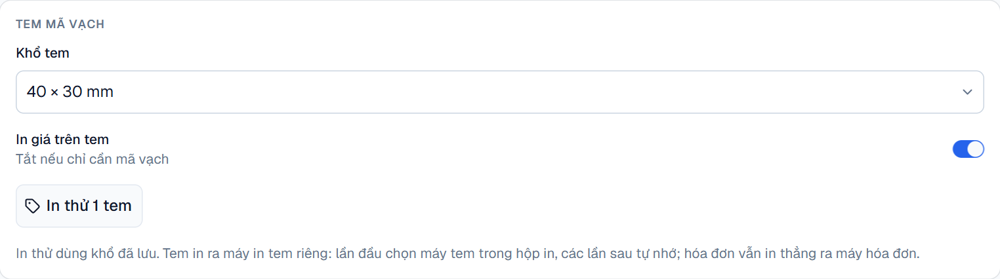 TEM MÃ VẠCH
Khổ tem
40 × 30 mm
In giá trên tem
Tắt nếu chỉ cần mã vạch
In thử 1 tem
In thử dùng khổ đã lưu. Tem in ra máy in tem riêng: lần đầu chọn máy tem trong hộp in, các lần sau tự nhớ; hóa đơn vẫn in thẳng ra máy hóa đơn.